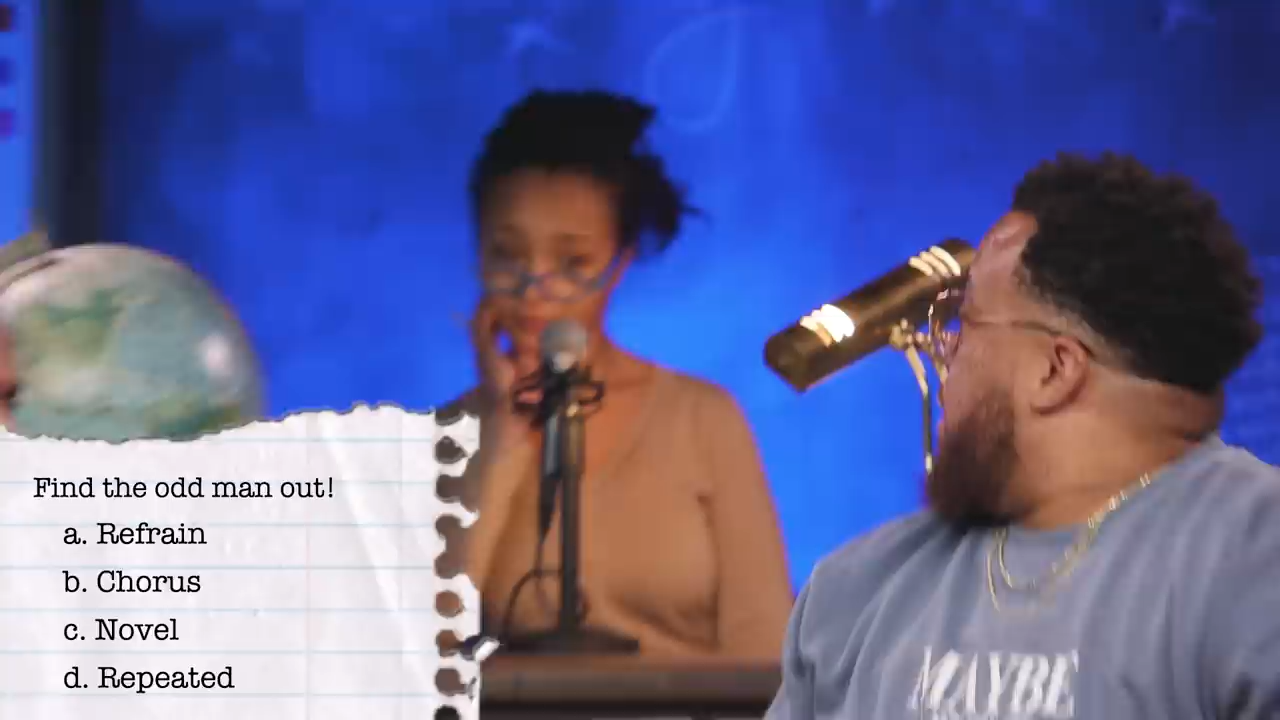 Find the odd man out!
a. Refrain
b. Chorus
c. Novel
d. Repeated
MAYBE